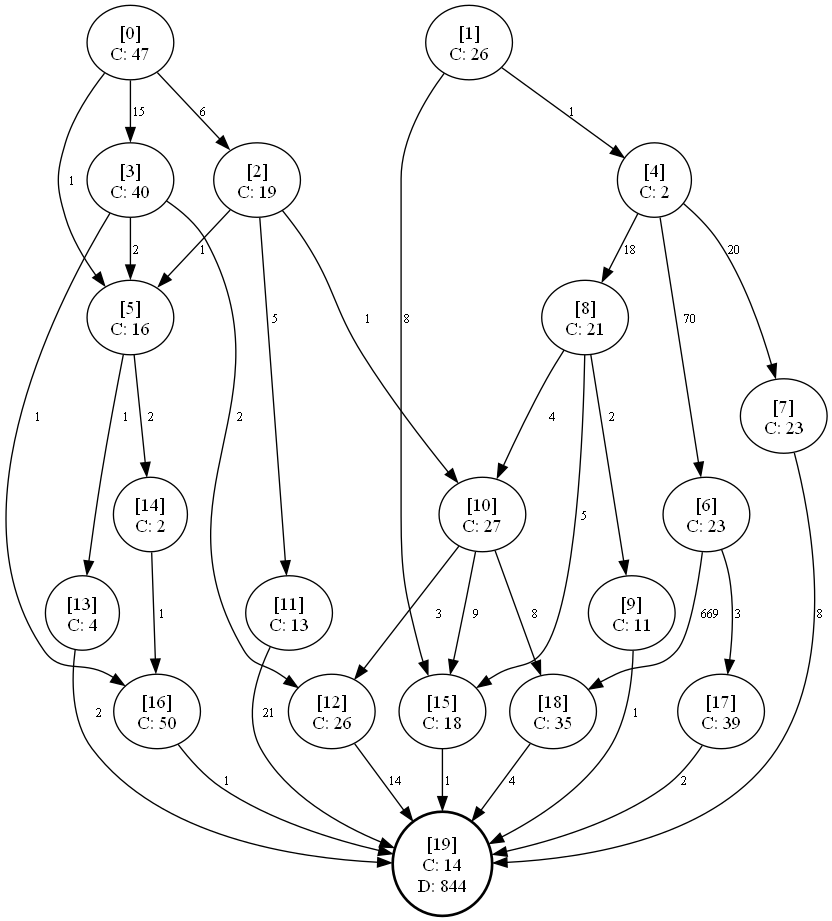 [0]
C: 47
[1]
C: 26
15
6
1
1
[3]
C: 40
[2]
C: 19
[4]
C: 2
1
2
1
18
20
[5]
C: 16
5
1
8
[8]
C: 21
70
1
1
2
2
4
2
[7]
C: 23
[14]
C: 2
[10]
C: 27
5
[6]
C: 23
[13]
C: 4
1
[11]
C: 13
3
9
8
[9]
C: 11
669
3
8
2
[16]
C: 50
21
[12]
C: 26
[15]
C: 18
[18]
C: 35
1
[17]
C: 39
1
14
1
4
2
[19]
C: 14
D: 844